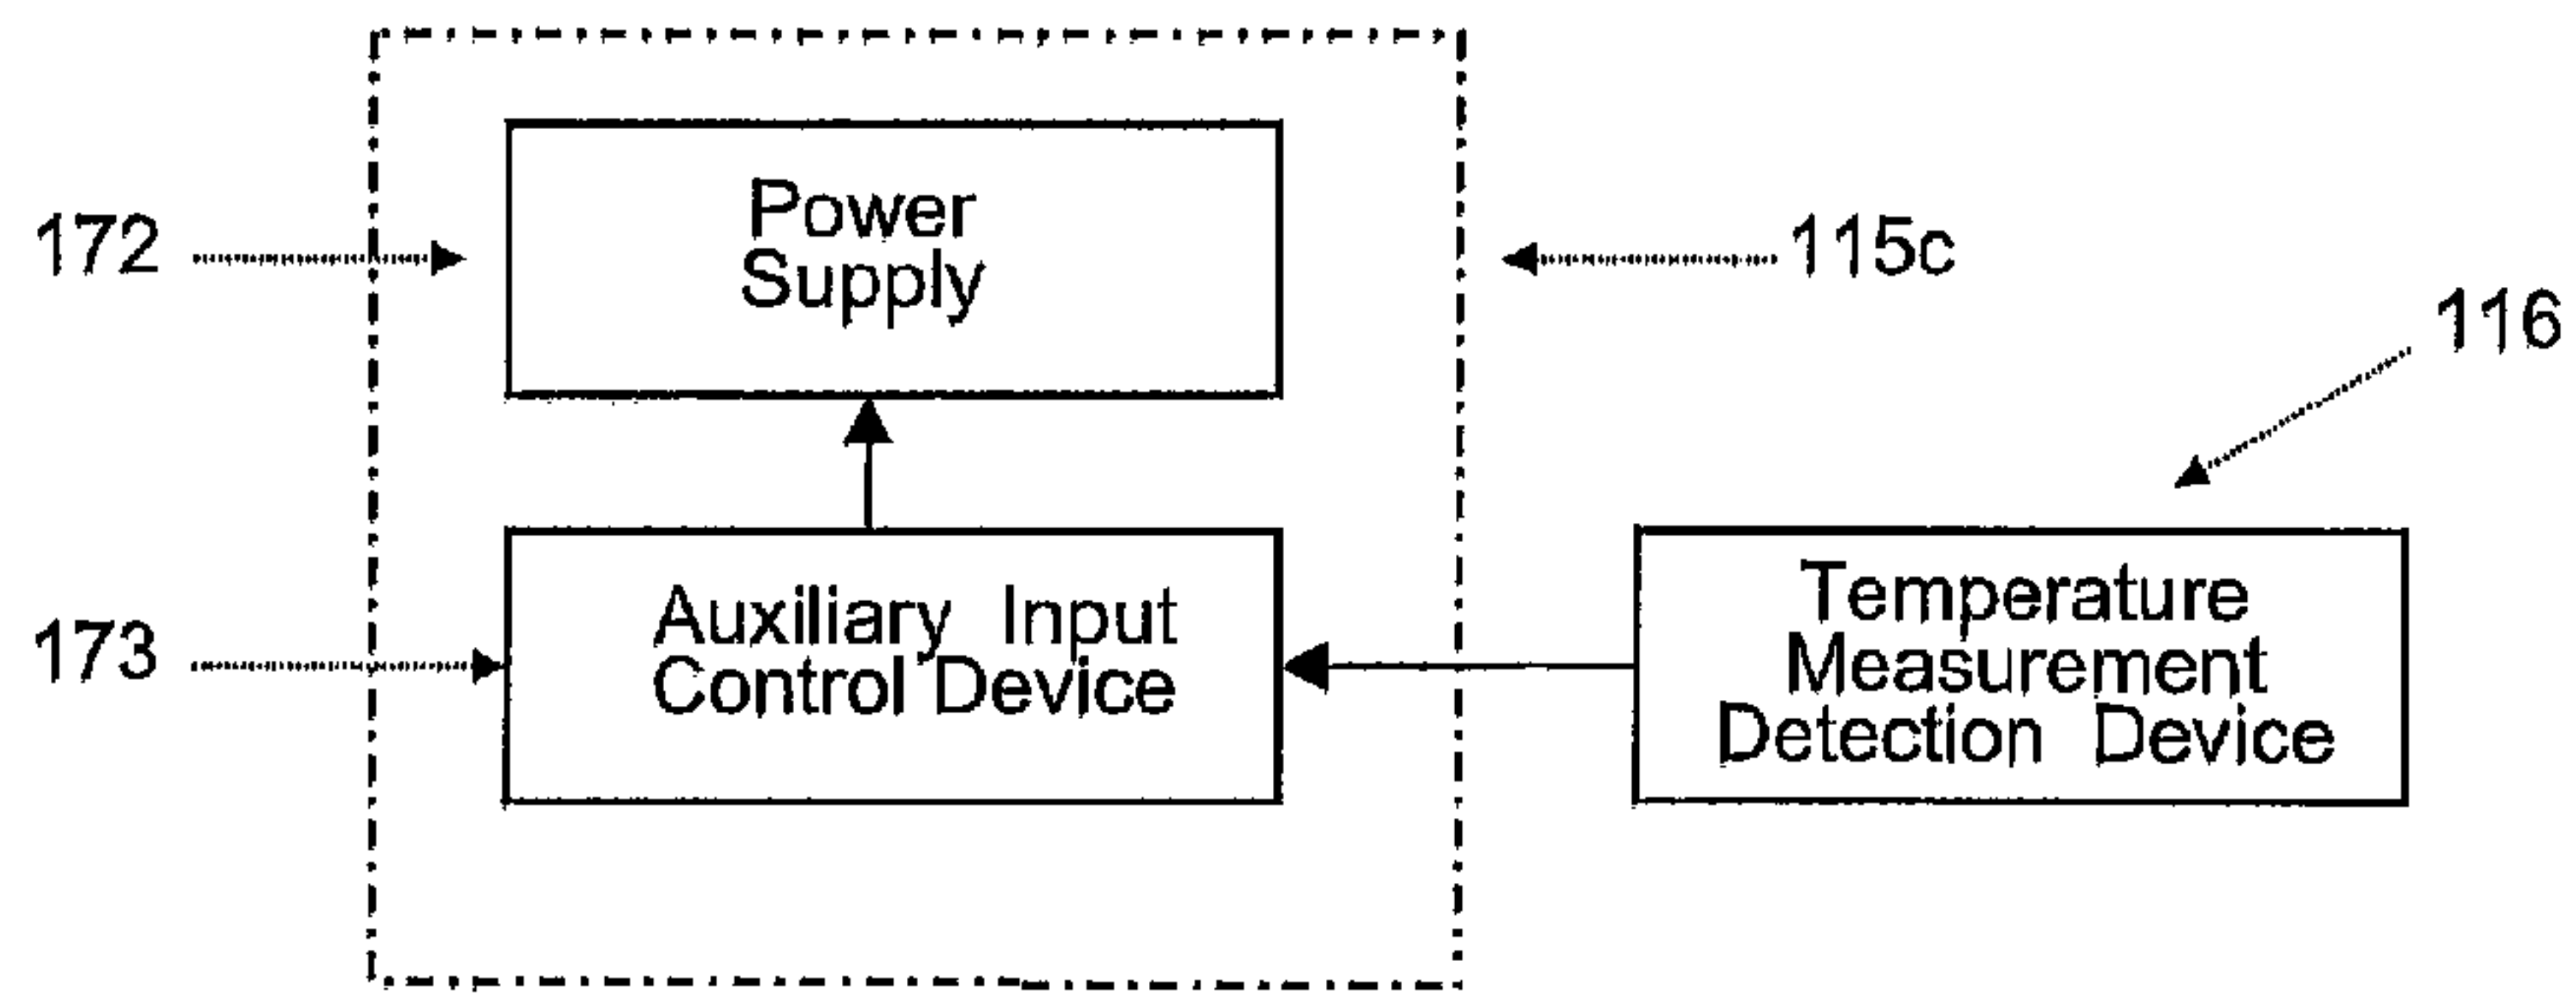 Power
Supply
172
115c
116
Auxiliary Input
Control Device
173
Temperature
Measurement
Detection Device